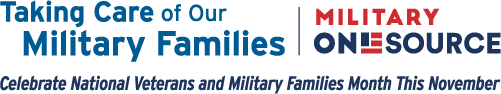 Taking Care of Our
Military Families
MILITARY
ONESOURCE
Celebrate National Veterans and Military Families Month This November